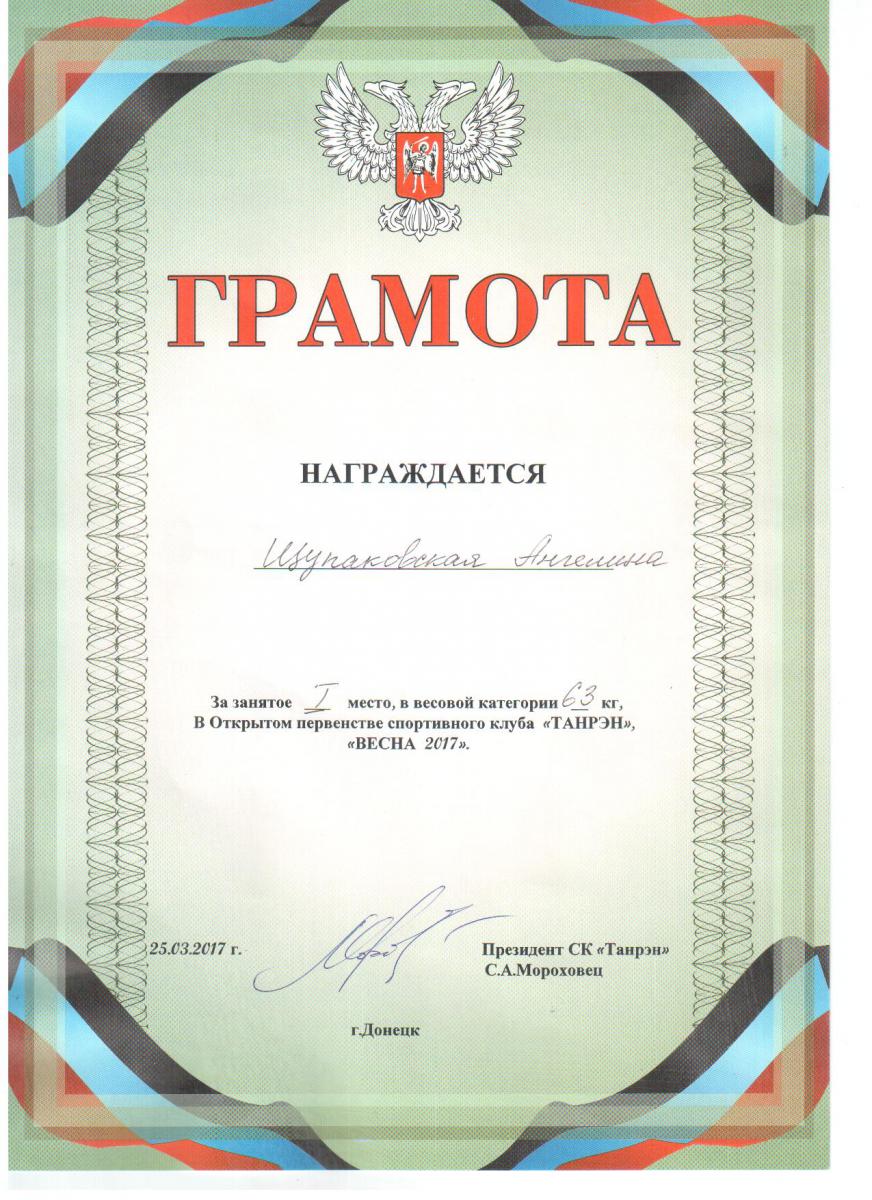 ГРАМОТА
НАГРАЖДАЕТСЯ
Щупаковская Ангелина
За занятое I место, в весовой категории 63 кг,
В Открытом первенстве спортивного клуба «ТАНРЭН»,
«ВЕСНА 2017».
25.03.2017 г.
Президент СК «Танрэн»
С.А.Мороховец
г.Донецк